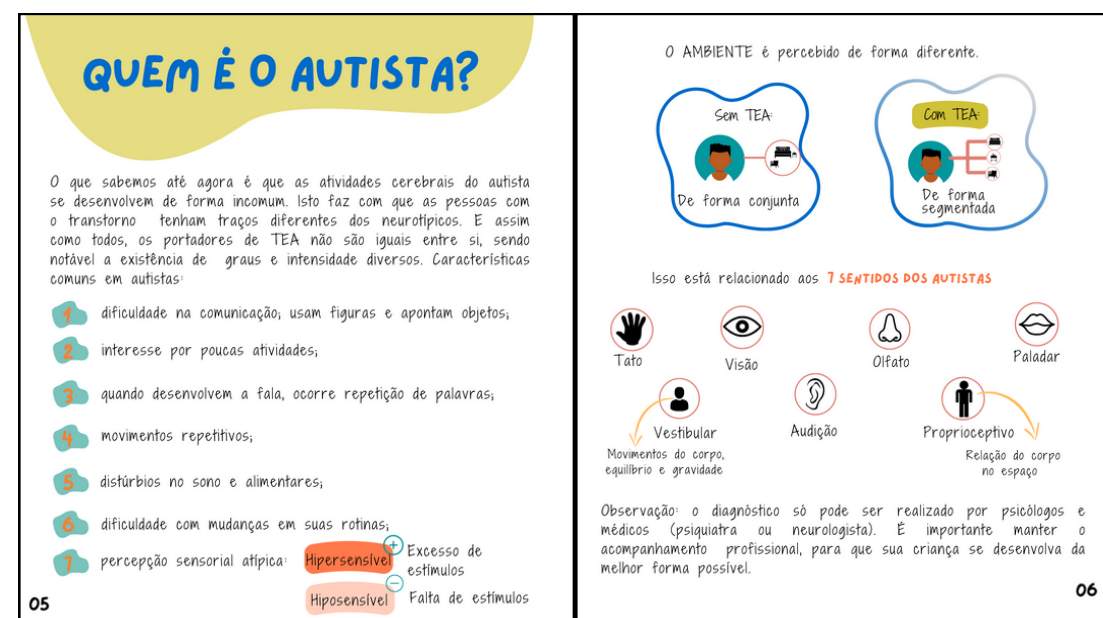 QUEM É O AUTISTA?
O que sabemos até agora é que as atividades cerebrais do autista
se desenvolvem de forma incomum. Isto faz com que as pessoas com
o transtorno tenham traços diferentes dos neurotípicos. E assim
como todos, os portadores de TEA não são iguais entre si, sendo
notável a existência de graus e intensidade diversos. Características
comuns em autistas:
1 dificuldade na comunicação; usam figuras e apontam objetos;
2 interesse por poucas atividades;
3 quando desenvolvem a fala, ocorre repetição de palavras;
4 movimentos repetitivos;
5 distúrbios no sono e alimentares;
6 dificuldade com mudanças em suas rotinas;
7 percepção sensorial atípica:
Hipersensível
+
Excesso de
estímulos
Hiposensível
−
Falta de estímulos
05
O AMBIENTE é percebido de forma diferente.
Sem TEA:
De forma conjunta
Com TEA:
De forma
segmentada
Isso está relacionado aos 7 SENTIDOS DOS AUTISTAS
Tato
Visão
Olfato
Paladar
Vestibular
Movimentos do corpo,
equilíbrio e gravidade
Audição
Proprioceptivo
Relação do corpo
no espaço
Observação: o diagnóstico só pode ser realizado por psicólogos e
médicos (psiquiatra ou neurologista). É importante manter o
acompanhamento profissional, para que sua criança se desenvolva da
melhor forma possível.
06